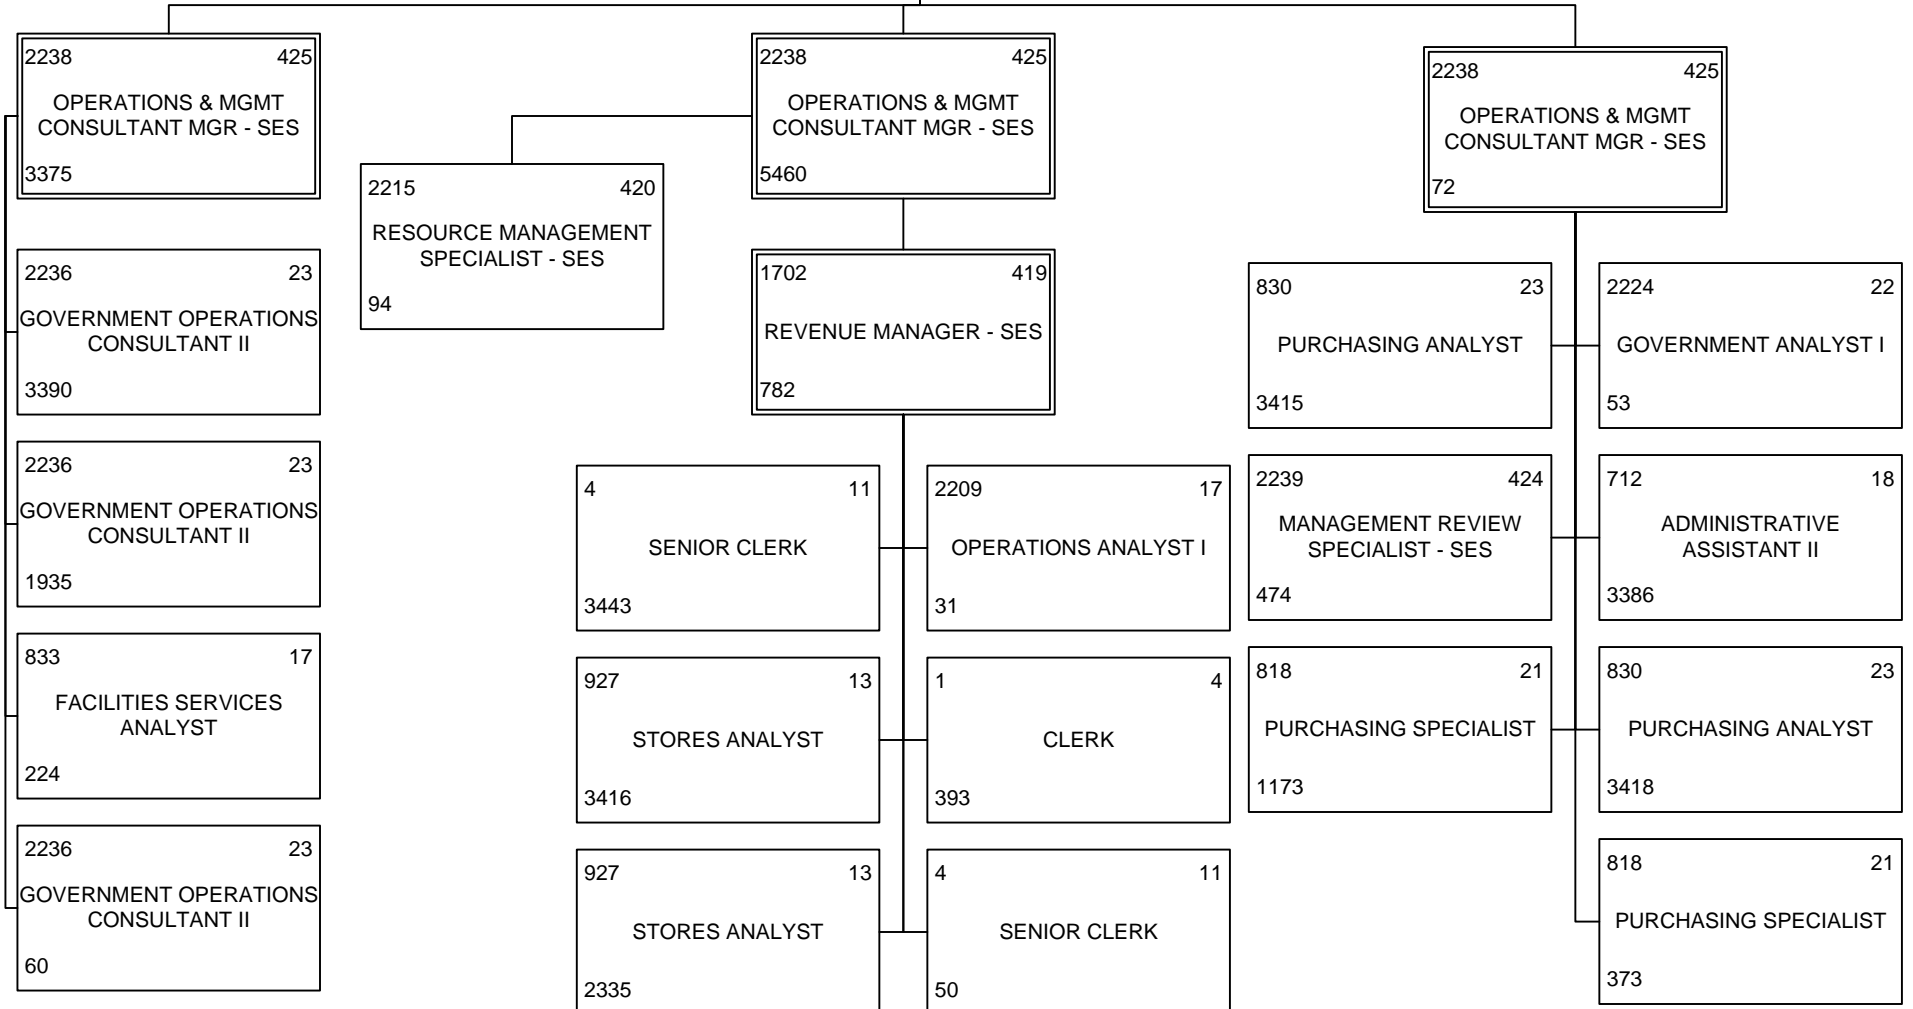 2238 425
OPERATIONS & MGMT
CONSULTANT MGR - SES
3375
2236 23
GOVERNMENT OPERATIONS
CONSULTANT II
3390
2236 23
GOVERNMENT OPERATIONS
CONSULTANT II
1935
833 17
FACILITIES SERVICES
ANALYST
224
2236 23
GOVERNMENT OPERATIONS
CONSULTANT II
60
2238 425
OPERATIONS & MGMT
CONSULTANT MGR - SES
5460
2215 420
RESOURCE MANAGEMENT
SPECIALIST - SES
94
1702 419
REVENUE MANAGER - SES
782
4 11
SENIOR CLERK
3443
2209 17
OPERATIONS ANALYST I
31
927 13
STORES ANALYST
3416
1 4
CLERK
393
927 13
STORES ANALYST
2335
4 11
SENIOR CLERK
50
2238 425
OPERATIONS & MGMT
CONSULTANT MGR - SES
72
830 23
PURCHASING ANALYST
3415
2224 22
GOVERNMENT ANALYST I
53
2239 424
MANAGEMENT REVIEW
SPECIALIST - SES
474
712 18
ADMINISTRATIVE
ASSISTANT II
3386
818 21
PURCHASING SPECIALIST
1173
830 23
PURCHASING ANALYST
3418
818 21
PURCHASING SPECIALIST
373